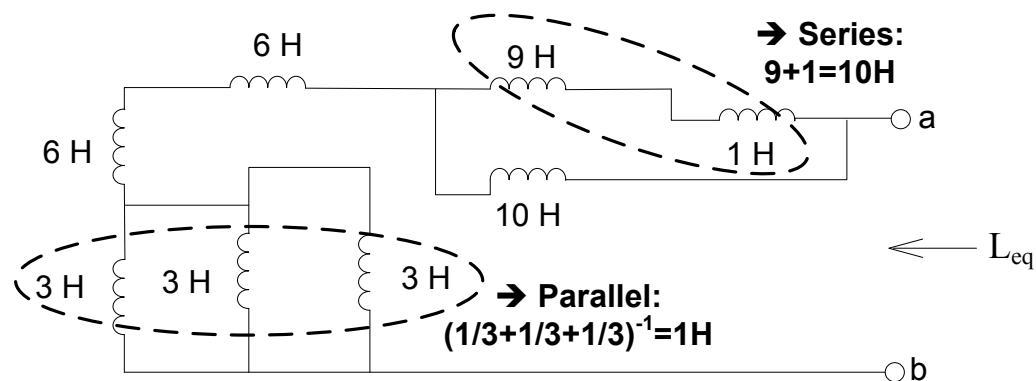 6 H
9 H
→ Series:
9+1=10H
a
6 H
1 H
10 H
L_eq
3 H
3 H
3 H
→ Parallel:
(1/3+1/3+1/3)⁻¹=1H
b